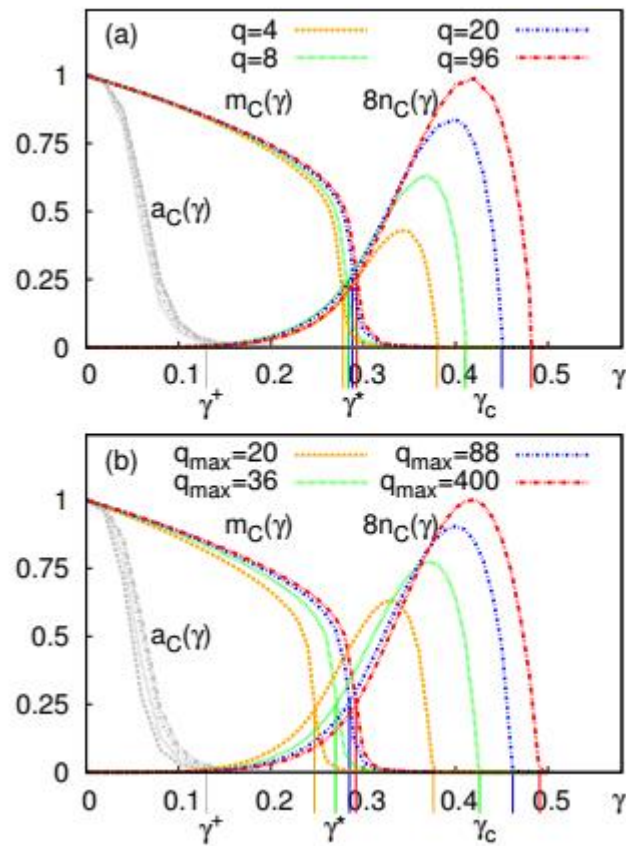 (a) q=4 q=20
q=8 q=96
1 m_C(γ) 8n_C(γ)
0.75
a_C(γ)
0.5
0.25
0
0 0.1 0.2 0.3 0.4 0.5 γ
γ⁺ γ* γ_c
(b) q_max=20 q_max=88
q_max=36 q_max=400
1 m_C(γ) 8n_C(γ)
0.75
0.5 a_C(γ)
0.25
0
0 0.1 0.2 0.3 0.4 0.5 γ
γ⁺ γ* γ_c